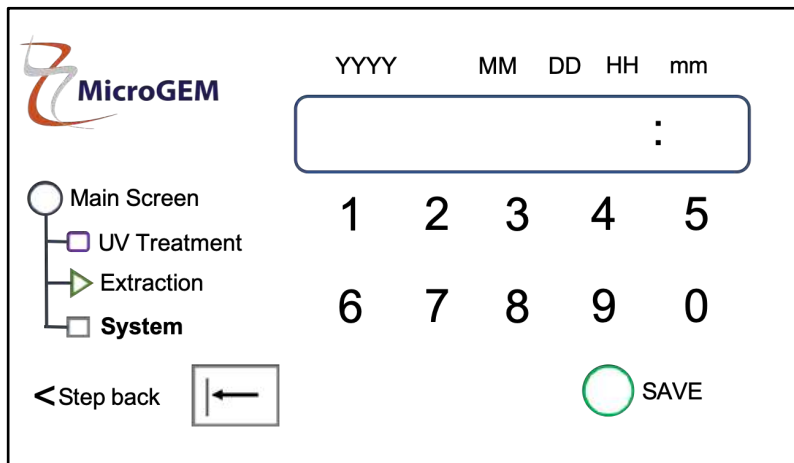 MicroGEM
YYYY MM DD HH mm
:
Main Screen
UV Treatment
Extraction
System
1 2 3 4 5
6 7 8 9 0
< Step back
SAVE